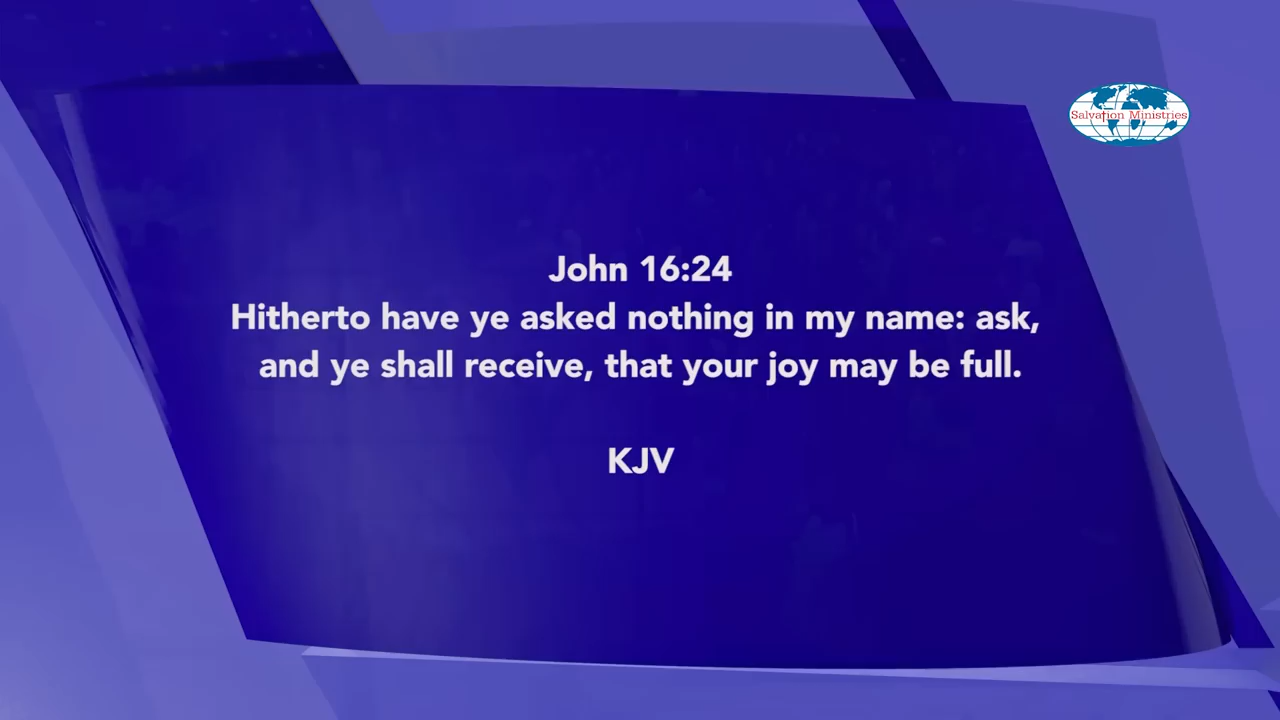 Salvation Ministries
John 16:24
Hitherto have ye asked nothing in my name: ask,
and ye shall receive, that your joy may be full.
KJV